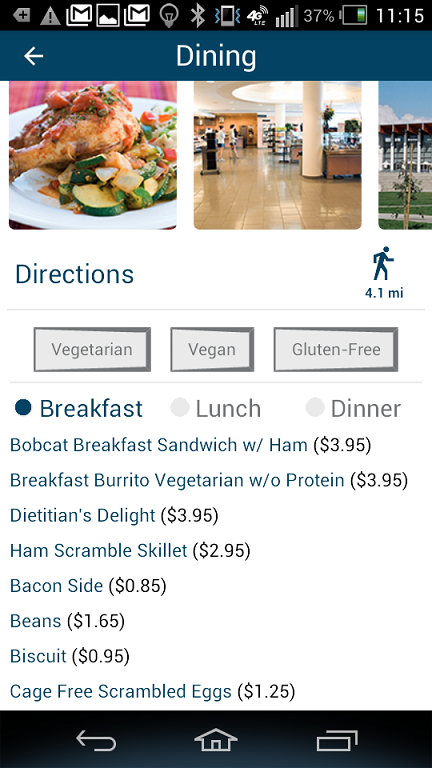 4G LTE 37% 11:15
Dining
Directions
4.1 mi
Vegetarian Vegan Gluten-Free
Breakfast Lunch Dinner
Bobcat Breakfast Sandwich w/ Ham ($3.95)
Breakfast Burrito Vegetarian w/o Protein ($3.95)
Dietitian's Delight ($3.95)
Ham Scramble Skillet ($2.95)
Bacon Side ($0.85)
Beans ($1.65)
Biscuit ($0.95)
Cage Free Scrambled Eggs ($1.25)